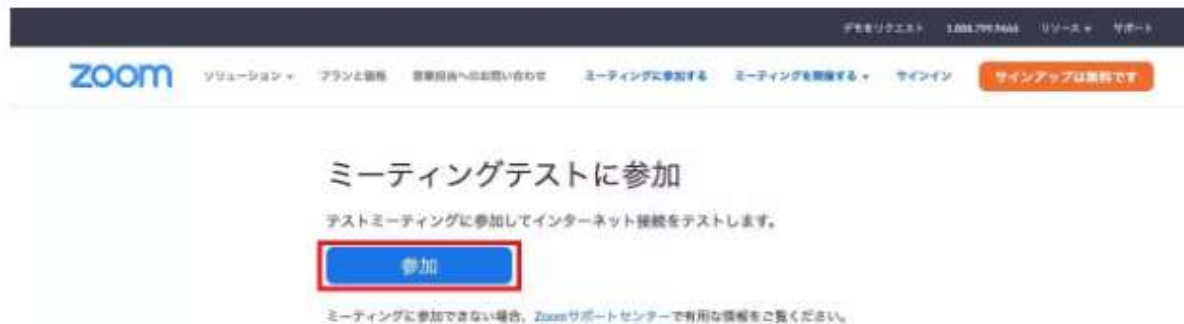 デモをリクエスト 1.888.799.9666 リソース サポート
zoom ソリューション プランと価格 営業担当へのお問い合わせ ミーティングに参加する ミーティングを開催する サインイン サインアップは無料です
ミーティングテストに参加
テストミーティングに参加してインターネット接続をテストします。
参加
ミーティングに参加できない場合、Zoomサポートセンターで有用な情報をご覧ください。